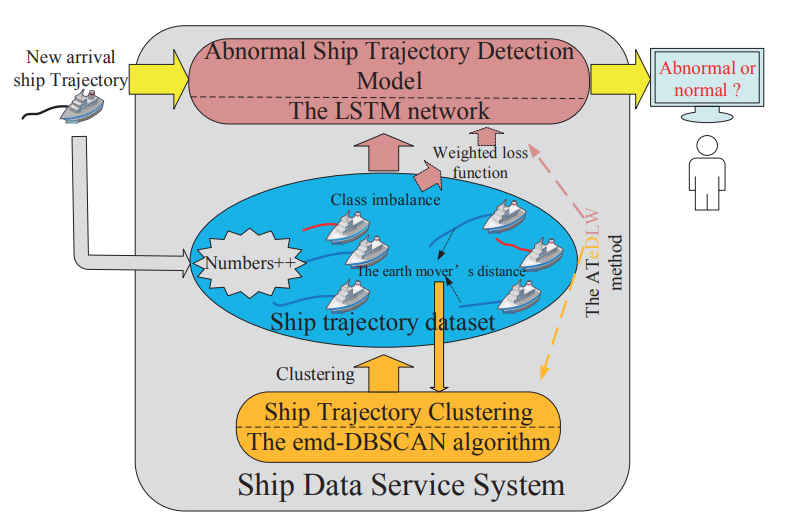 New arrival
ship Trajectory
Abnormal Ship Trajectory Detection
Model
The LSTM network
Abnormal or
normal ?
Weighted loss
function
Class imbalance
Numbers++
The earth mover’s distance
Ship trajectory dataset
The ATeDLW
method
Clustering
Ship Trajectory Clustering
The emd-DBSCAN algorithm
Ship Data Service System